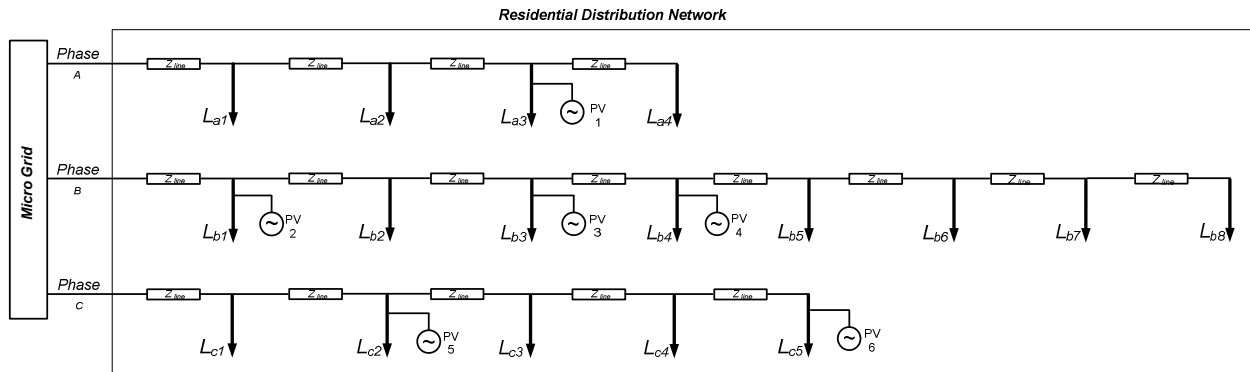 Residential Distribution Network
Micro Grid
Phase
A
Z line
Z line
Z line
Z line
La1
La2
La3
PV
1
La4
Phase
B
Z line
Z line
Z line
Z line
Z line
Z line
Z line
Z line
Lb1
PV
2
Lb2
Lb3
PV
3
Lb4
PV
4
Lb5
Lb6
Lb7
Lb8
Phase
C
Z line
Z line
Z line
Z line
Z line
Lc1
Lc2
PV
5
Lc3
Lc4
Lc5
PV
6